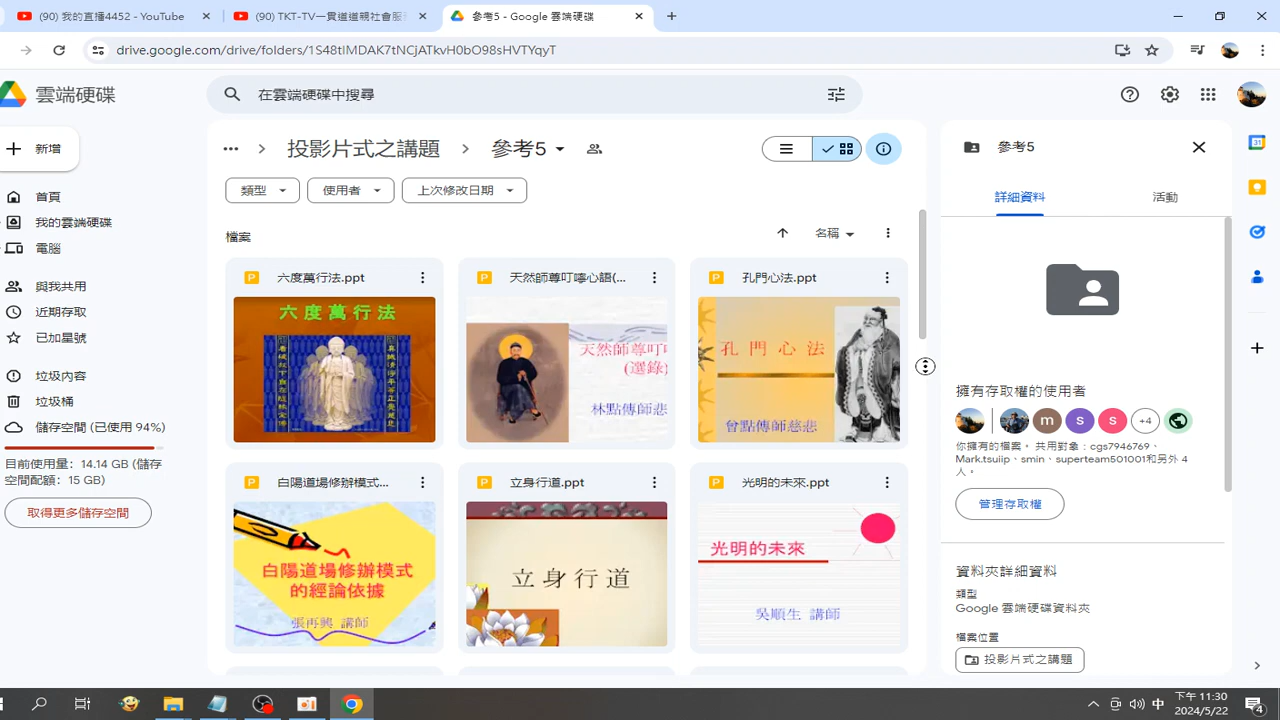 (90) 我的直播4452 - YouTube
(90) TKT-TV一貫道道親社會服
參考5 - Google 雲端硬碟
drive.google.com/drive/folders/1S48tIMDAK7tNCjATkvH0bO98sHVTYqyT
雲端硬碟
在雲端硬碟中搜尋
新增
首頁
我的雲端硬碟
電腦
與我共用
近期存取
已加星號
垃圾內容
垃圾桶
儲存空間 (已使用 94%)
目前使用量：14.14 GB (儲存
空間配額：15 GB)
取得更多儲存空間
投影片式之講題
參考5
類型
使用者
上次修改日期
檔案
名稱
六度萬行法.ppt
六度萬行法
天然師尊叮嚀心語(...
天然師尊叮
(選錄)
林點傳師慈
孔門心法.ppt
孔門心法
曾點傳師慈悲
白陽道場修辦模式...
白陽道場修辦模式
的經論依據
張再興 講師
立身行道.ppt
立身行道
光明的未來.ppt
光明的未來
吳順生 講師
參考5
詳細資料
活動
擁有存取權的使用者
m
s
s
+4
你擁有的檔案。 共用對象：cgs7946769、
Mark.tsuiip、smin、superteam501001和另外 4
人。
管理存取權
資料夾詳細資料
類型
Google 雲端硬碟資料夾
檔案位置
投影片式之講題
31
中
下午 11:30
2024/5/22
4